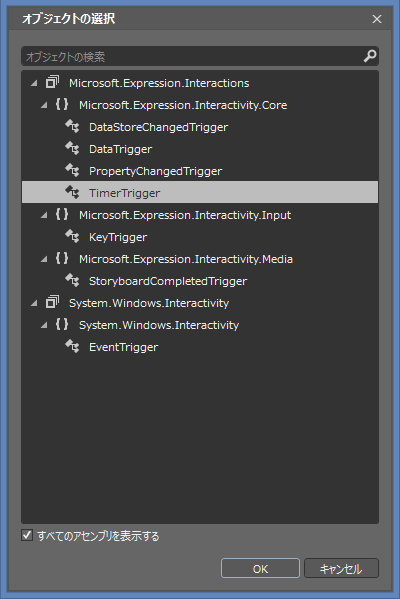 オブジェクトの選択
オブジェクトの検索
Microsoft.Expression.Interactions
Microsoft.Expression.Interactivity.Core
DataStoreChangedTrigger
DataTrigger
PropertyChangedTrigger
TimerTrigger
Microsoft.Expression.Interactivity.Input
KeyTrigger
Microsoft.Expression.Interactivity.Media
StoryboardCompletedTrigger
System.Windows.Interactivity
System.Windows.Interactivity
EventTrigger
すべてのアセンブリを表示する
OK キャンセル